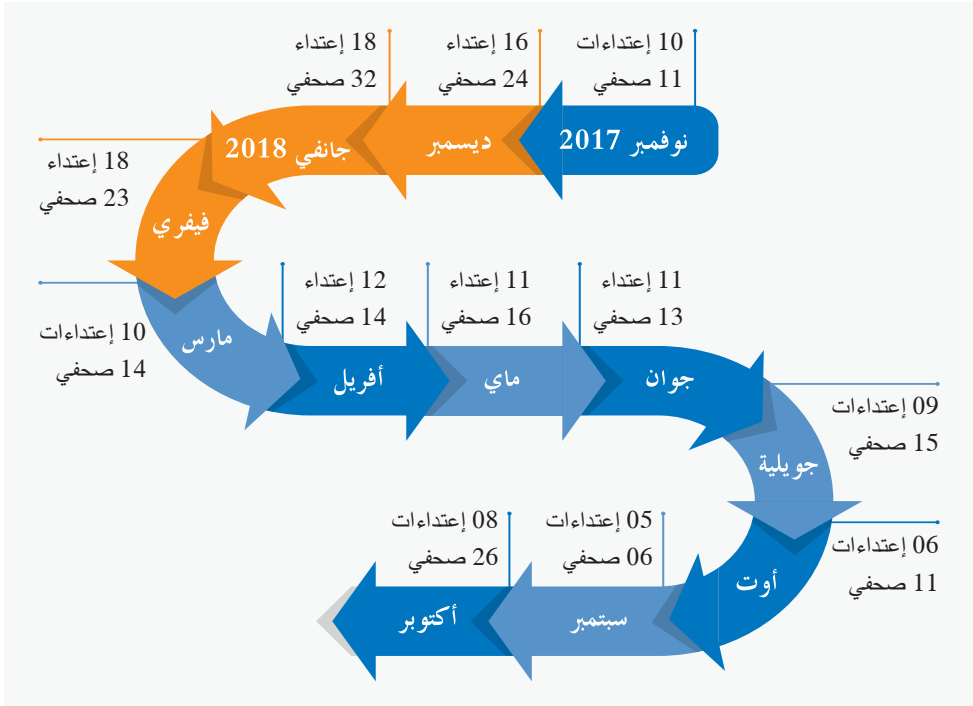 10 إعتداءات
11 صحفي
نوفمبر 2017
16 إعتداء
24 صحفي
ديسمبر
18 إعتداء
32 صحفي
جانفي 2018
18 إعتداء
23 صحفي
فيفري
10 إعتداءات
14 صحفي
مارس
12 إعتداء
14 صحفي
أفريل
11 إعتداء
16 صحفي
ماي
11 إعتداء
13 صحفي
جوان
09 إعتداءات
15 صحفي
جويلية
06 إعتداءات
11 صحفي
أوت
05 إعتداءات
06 صحفي
سبتمبر
08 إعتداءات
26 صحفي
أكتوبر